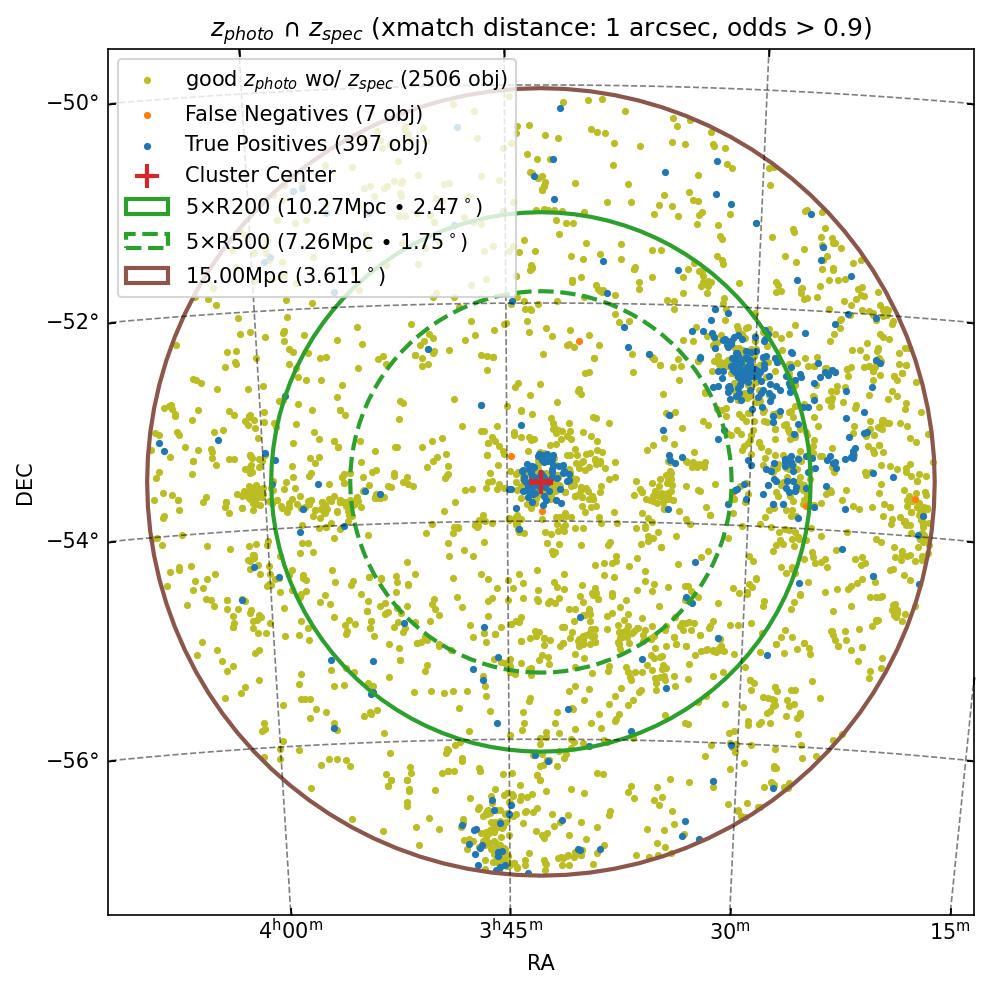 z_photo ∩ z_spec (xmatch distance: 1 arcsec, odds > 0.9)
good z_photo wo/ z_spec (2506 obj)
False Negatives (7 obj)
True Positives (397 obj)
Cluster Center
5×R200 (10.27Mpc • 2.47°)
5×R500 (7.26Mpc • 1.75°)
15.00Mpc (3.611°)
−50°
−52°
−54°
−56°
DEC
4ʰ00ᵐ 3ʰ45ᵐ 30ᵐ 15ᵐ
RA